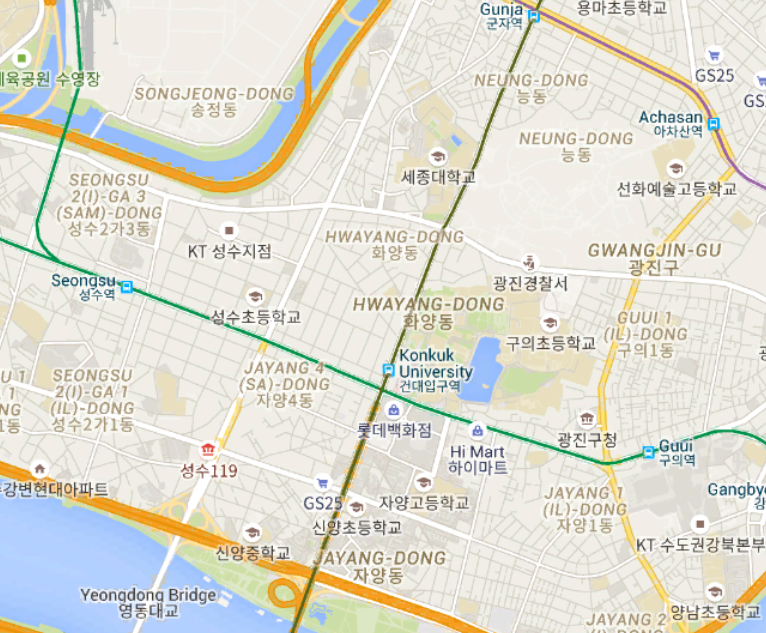 Gunja
군자역
용마초등학교
GS25
체육공원 수영장
SONGJEONG-DONG
송정동
NEUNG-DONG
능동
Achasan
아차산역
NEUNG-DONG
능동
세종대학교
선화예술고등학교
SEONGSU
2(I)-GA 3
(SAM)-DONG
성수2가3동
KT 성수지점
HWAYANG-DONG
화양동
GWANGJIN-GU
광진구
광진경찰서
Seongsu
성수역
성수초등학교
HWAYANG-DONG
화양동
구의초등학교
GUUI 1
(IL)-DONG
구의1동
Konkuk
University
건대입구역
JAYANG 4
(SA)-DONG
자양4동
SEONGSU
2(I)-GA 1
(IL)-DONG
성수2가1동
롯데백화점
Hi Mart
하이마트
광진구청
Guui
구의역
성수119
강변현대아파트
GS25
자양고등학교
신양초등학교
신양중학교
JAYANG 1
(IL)-DONG
자양1동
Gangbyeon
KT 수도권강북본부
JAYANG-DONG
자양동
Yeongdong Bridge
영동대교
양남초등학교
JAYANG 2